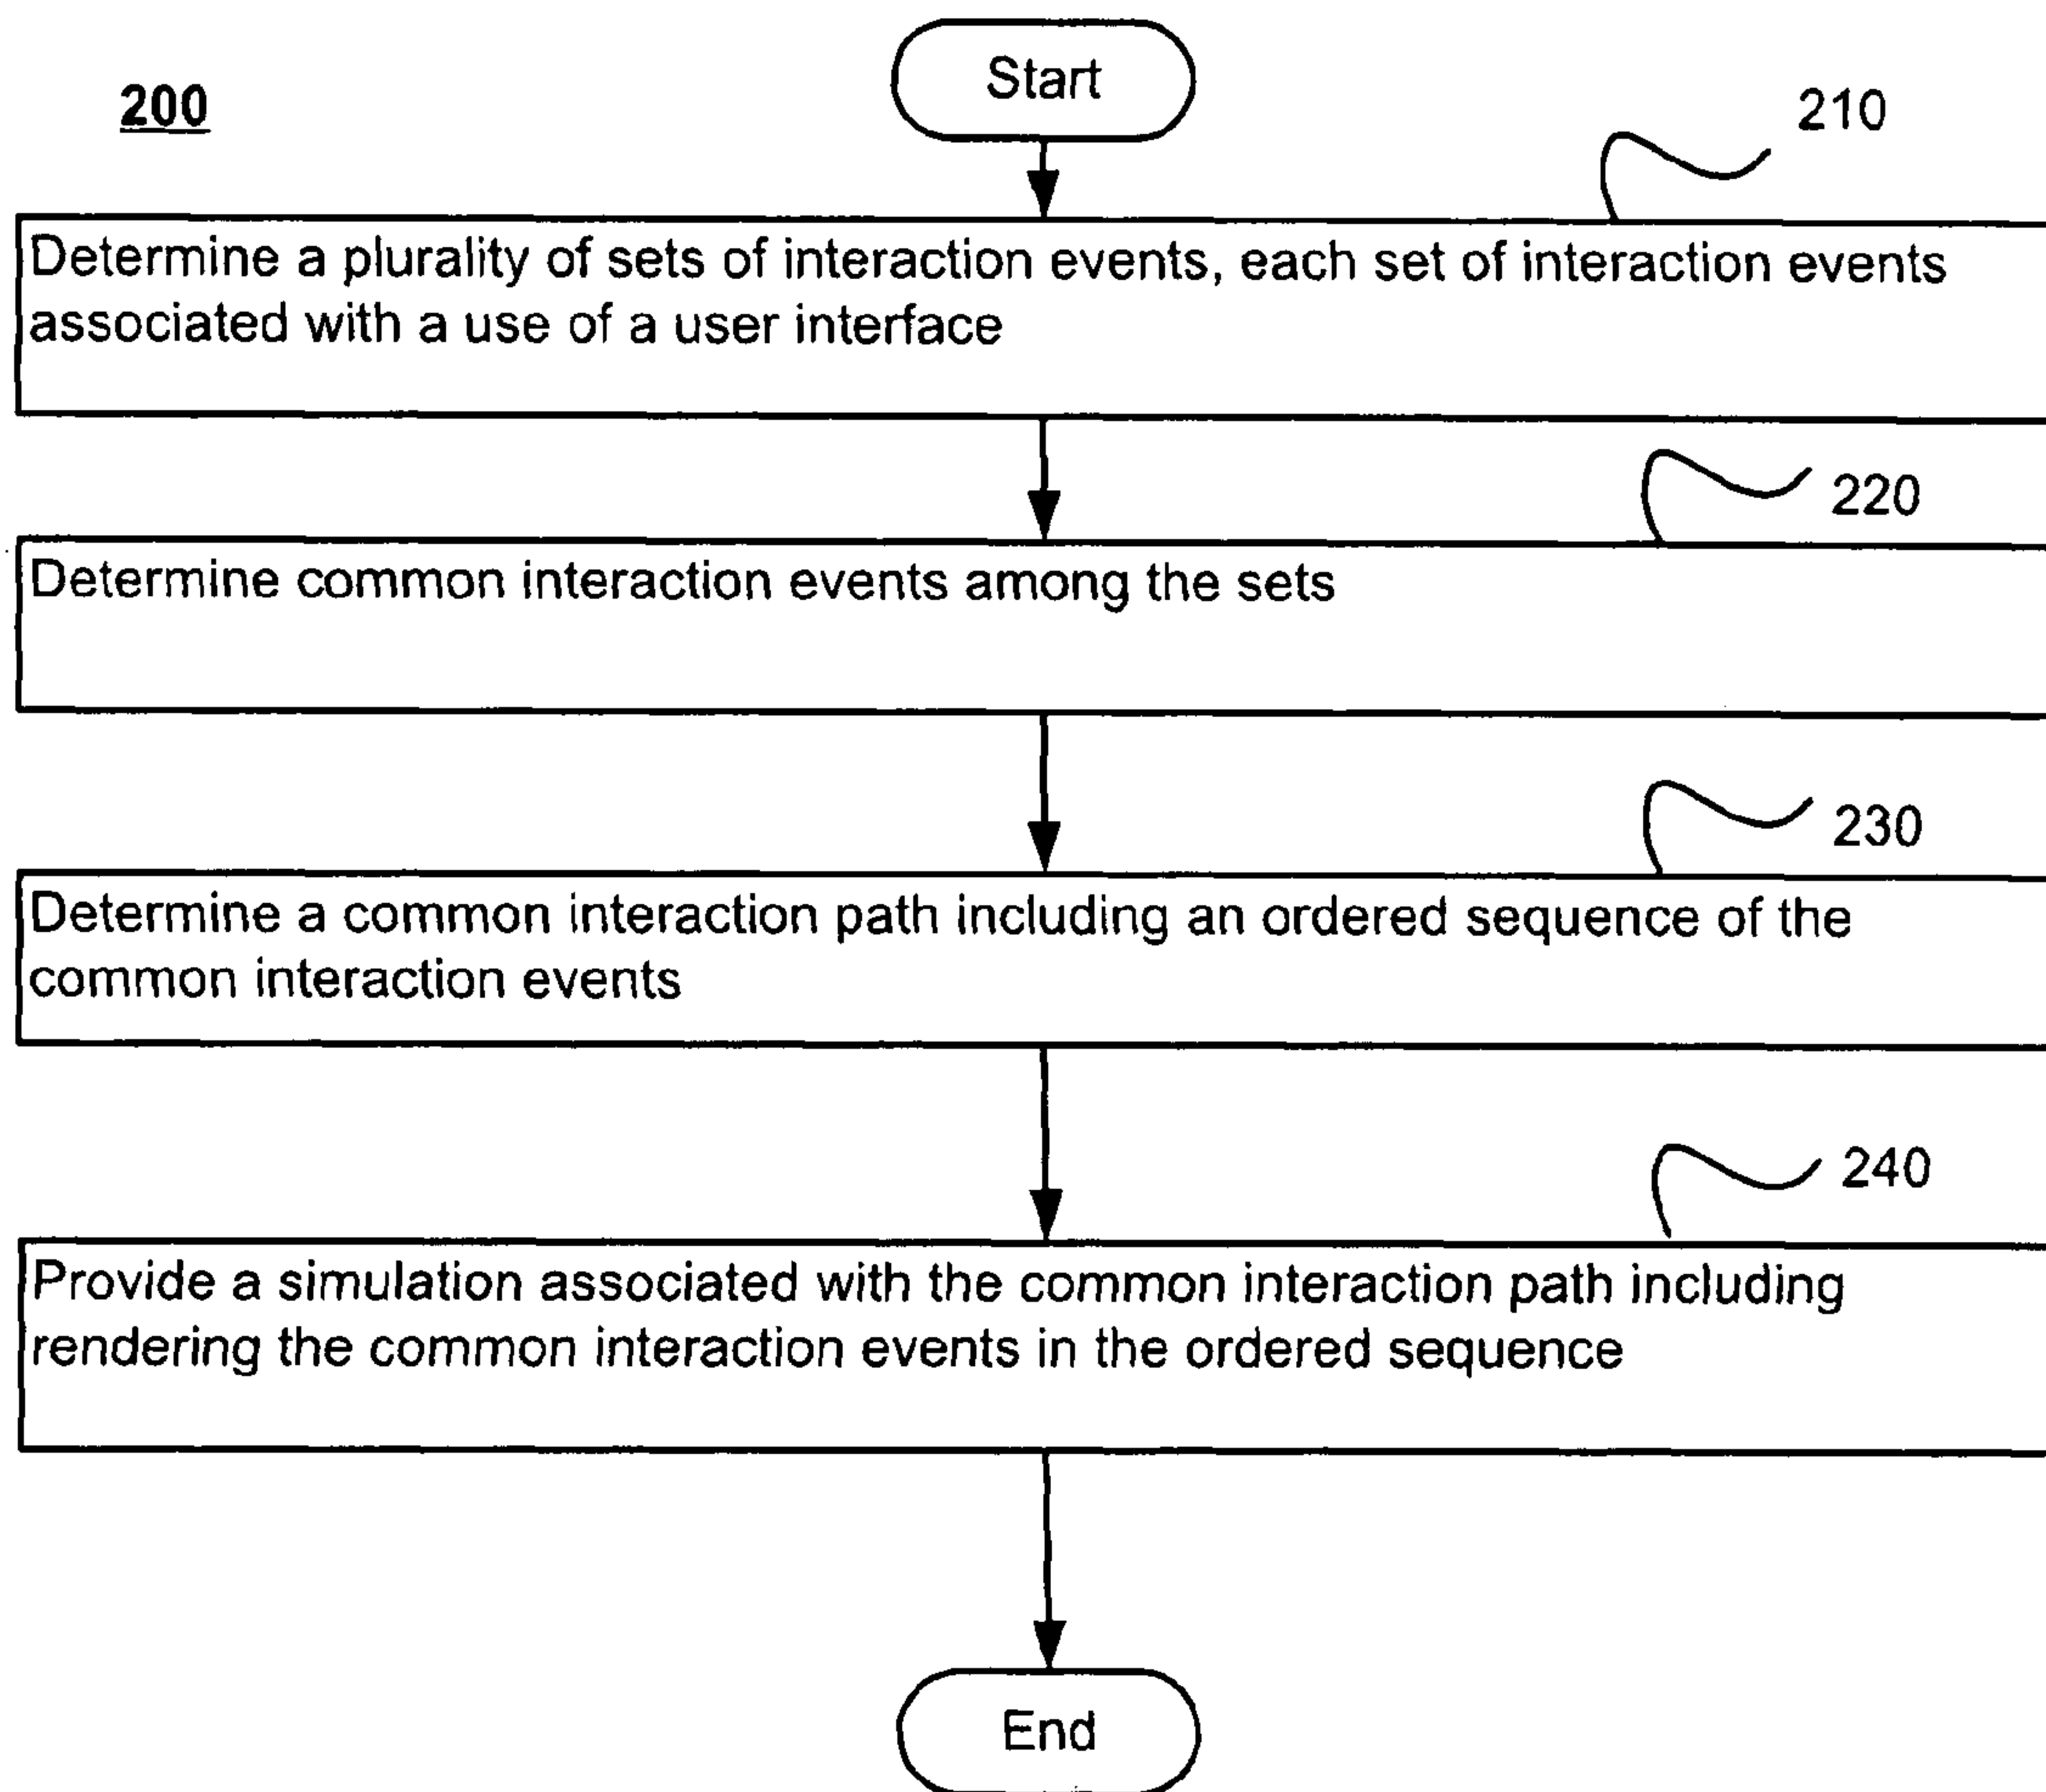 Start
200
210
Determine a plurality of sets of interaction events, each set of interaction events
associated with a use of a user interface
220
Determine common interaction events among the sets
230
Determine a common interaction path including an ordered sequence of the
common interaction events
240
Provide a simulation associated with the common interaction path including
rendering the common interaction events in the ordered sequence
End